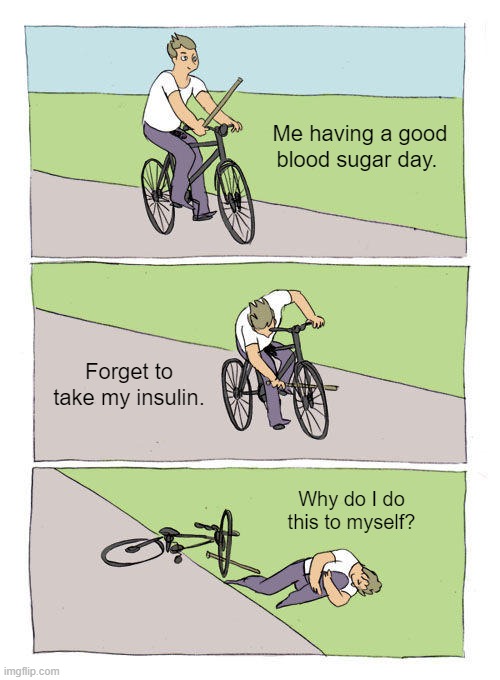 Me having a good
blood sugar day.
Forget to
take my insulin.
Why do I do
this to myself?
imgflip.com